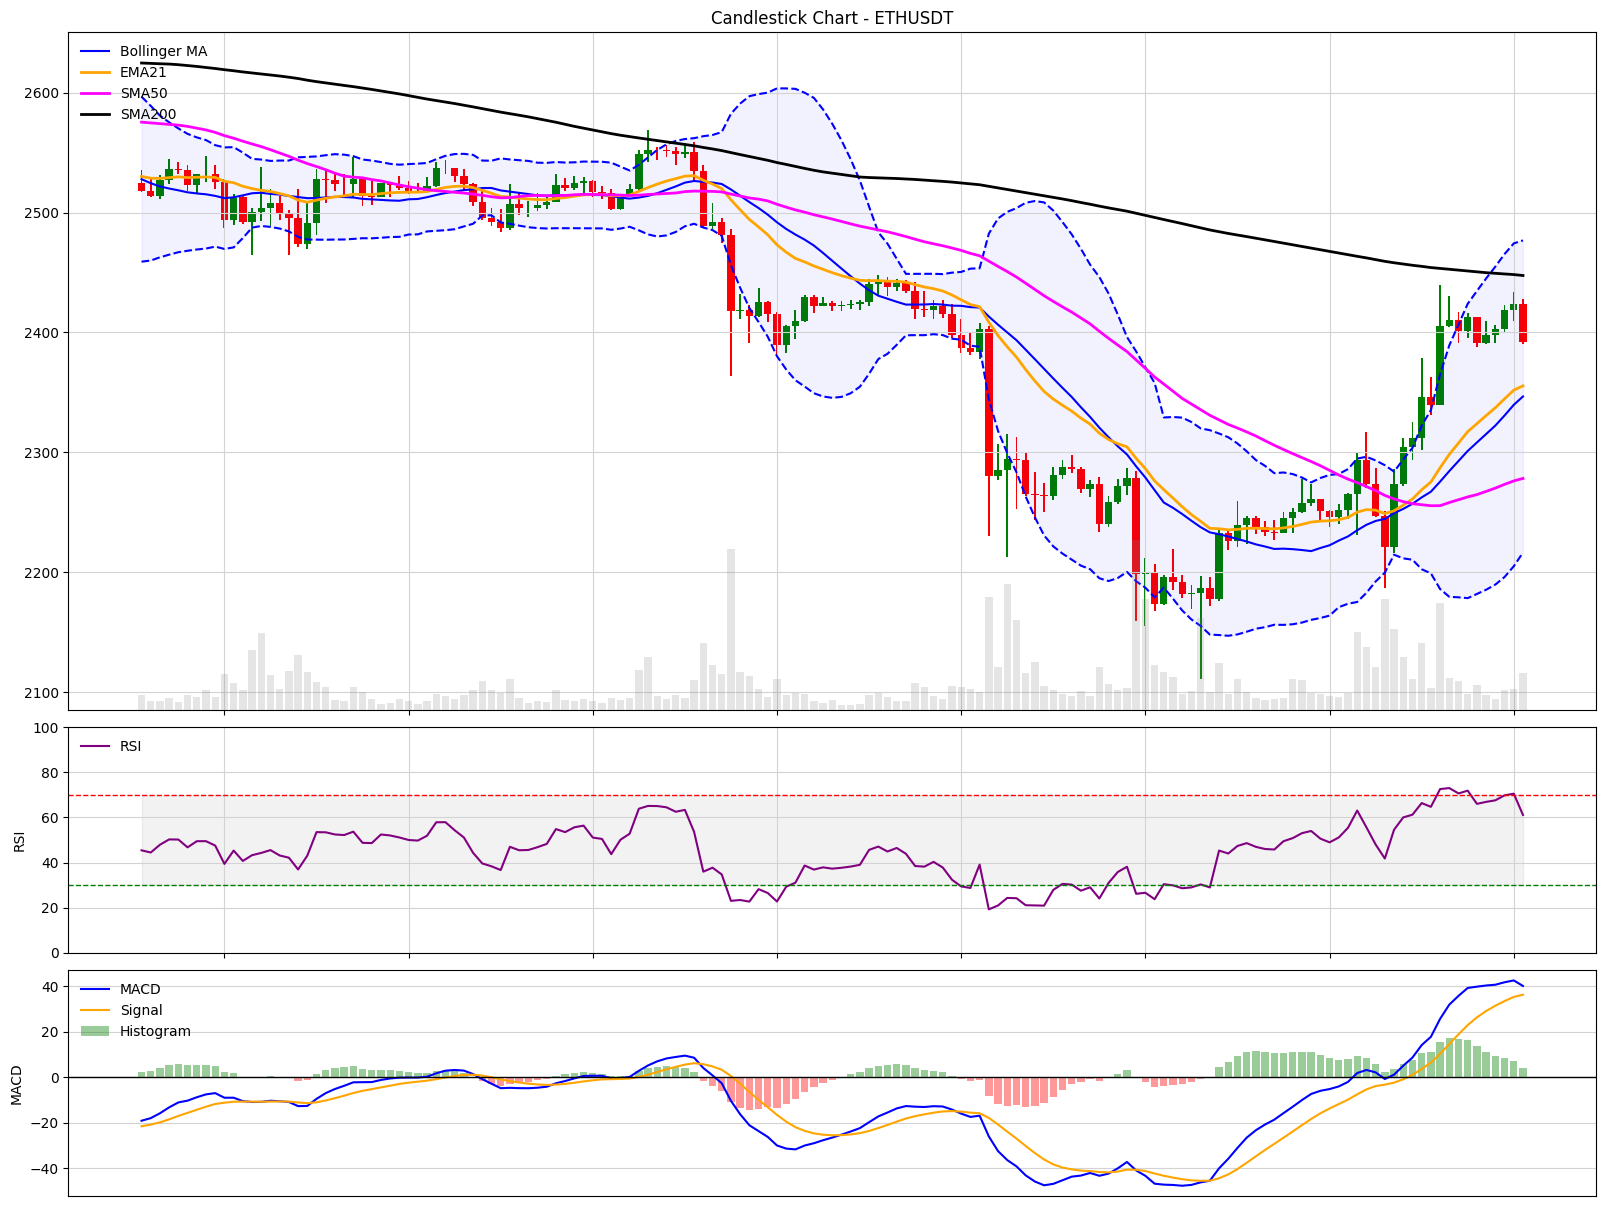 Candlestick Chart - ETHUSDT
Bollinger MA
EMA21
SMA50
SMA200
2600
2500
2400
2300
2200
2100
RSI
100
80
60
40
20
0
RSI
MACD
Signal
Histogram
40
20
0
−20
−40
MACD